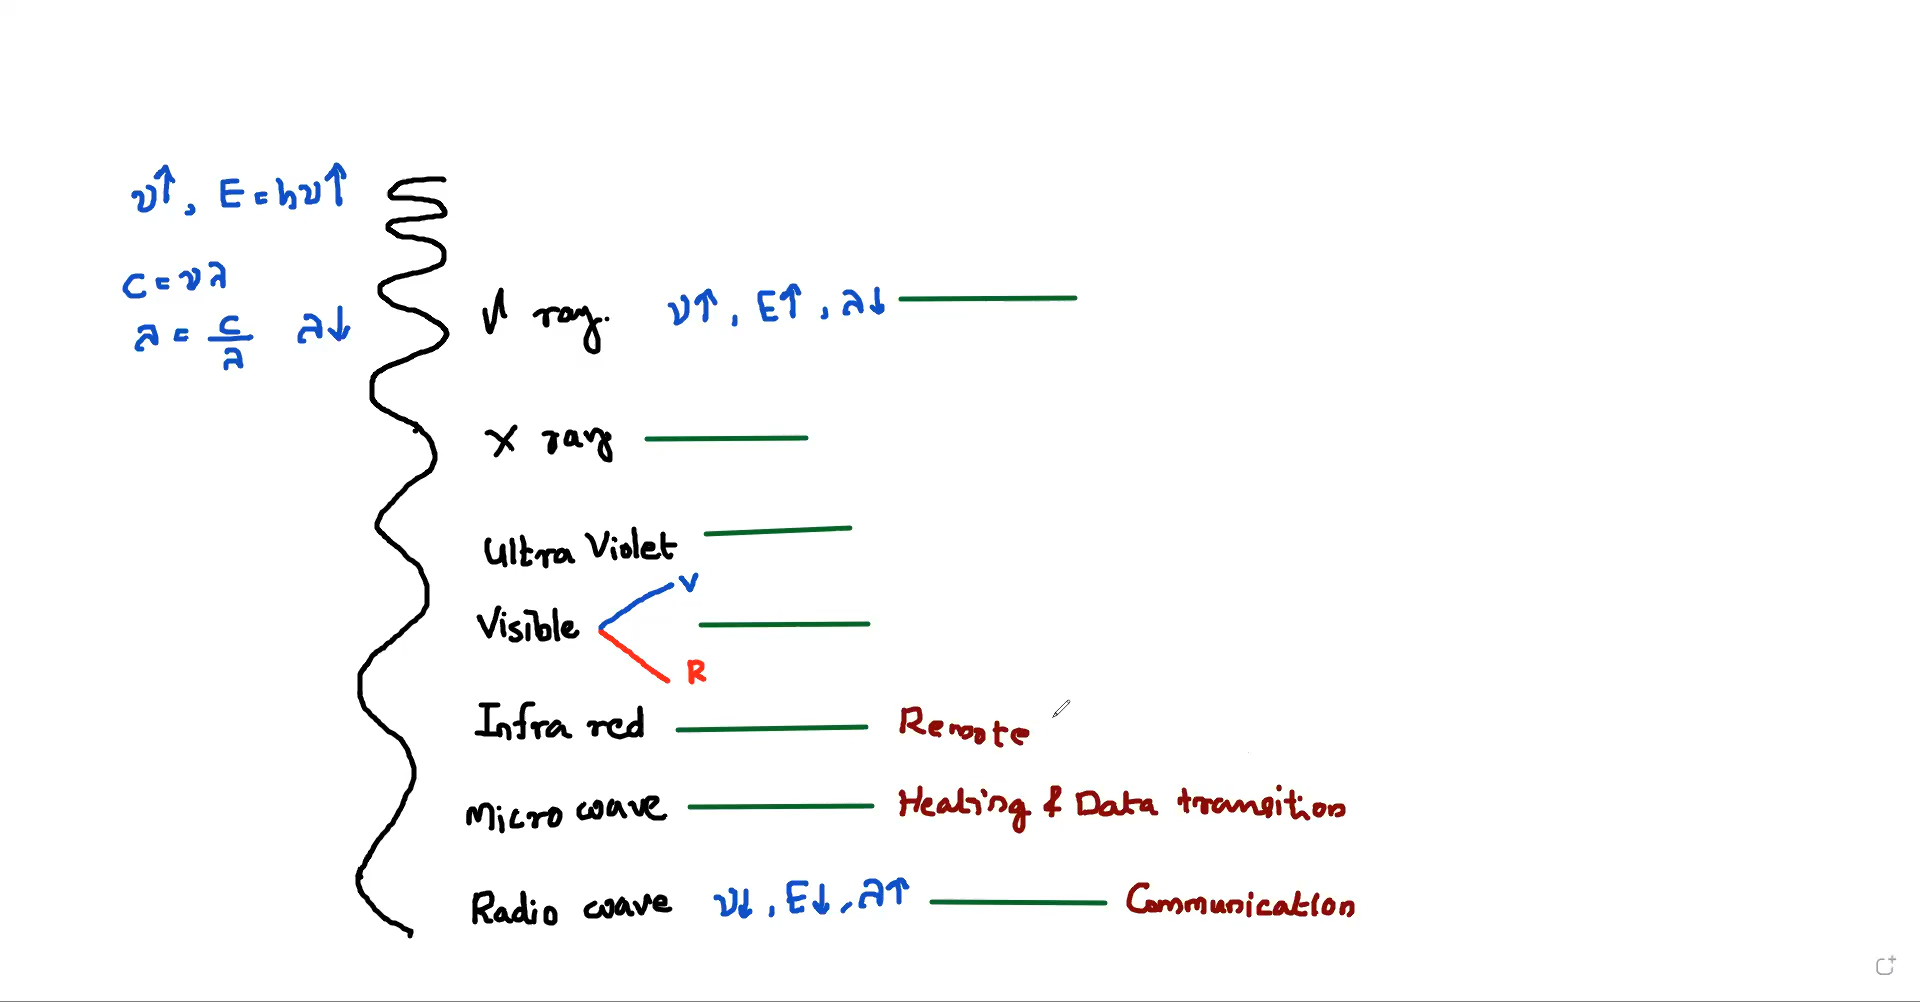 ν↑, E = hν↑
c = νλ
λ = c/λ λ↓
γ ray. ν↑, E↑, λ↓
X ray
Ultra Violet
Visible V
R
Infra red Remote
Micro wave Heating & Data transition
Radio wave ν↓, E↓, λ↑ Communication